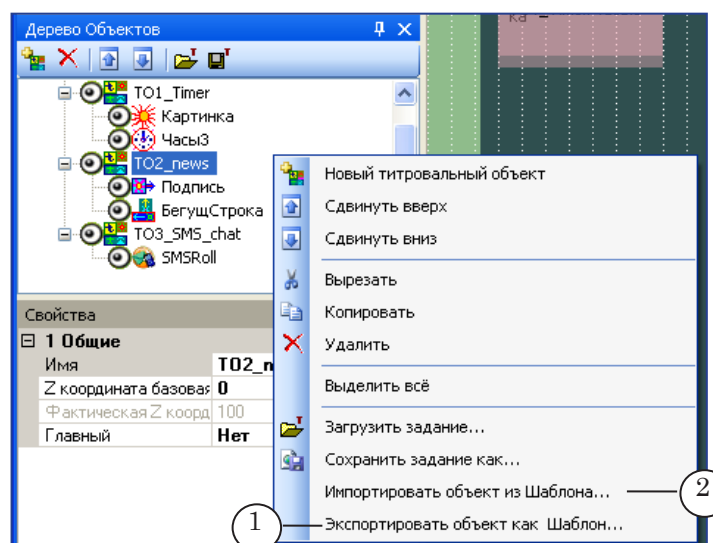 ка –
Дерево Объектов
TO1_Timer
Картинка
Часы3
TO2_news
Подпись
БегущСтрока
TO3_SMS_chat
SMSRoll
Новый титровальный объект
Сдвинуть вверх
Сдвинуть вниз
Вырезать
Копировать
Удалить
Выделить всё
Загрузить задание...
Сохранить задание как...
Импортировать объект из Шаблона...
2
Экспортировать объект как Шаблон...
1
Свойства
1 Общие
Имя TO2_n
Z координата базовая 0
Фактическая Z коорд 100
Главный Нет